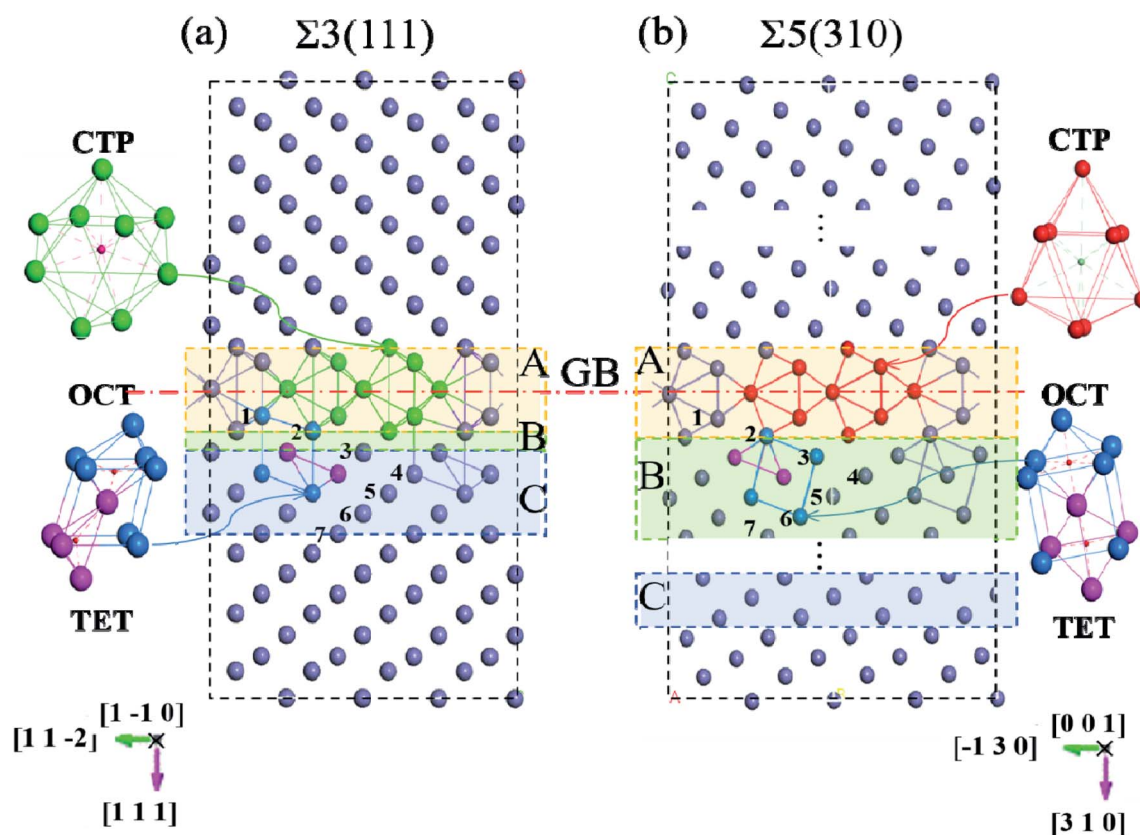 (a) Σ3(111)
CTP
OCT
TET
A
B
C
1
2
3
4
5
6
7
[1 -1 0]
[1 1 -2]
[1 1 1]
GB
(b) Σ5(310)
C
CTP
A
B
C
1
2
3
4
5
6
7
OCT
TET
A
[0 0 1]
[-1 3 0]
[3 1 0]